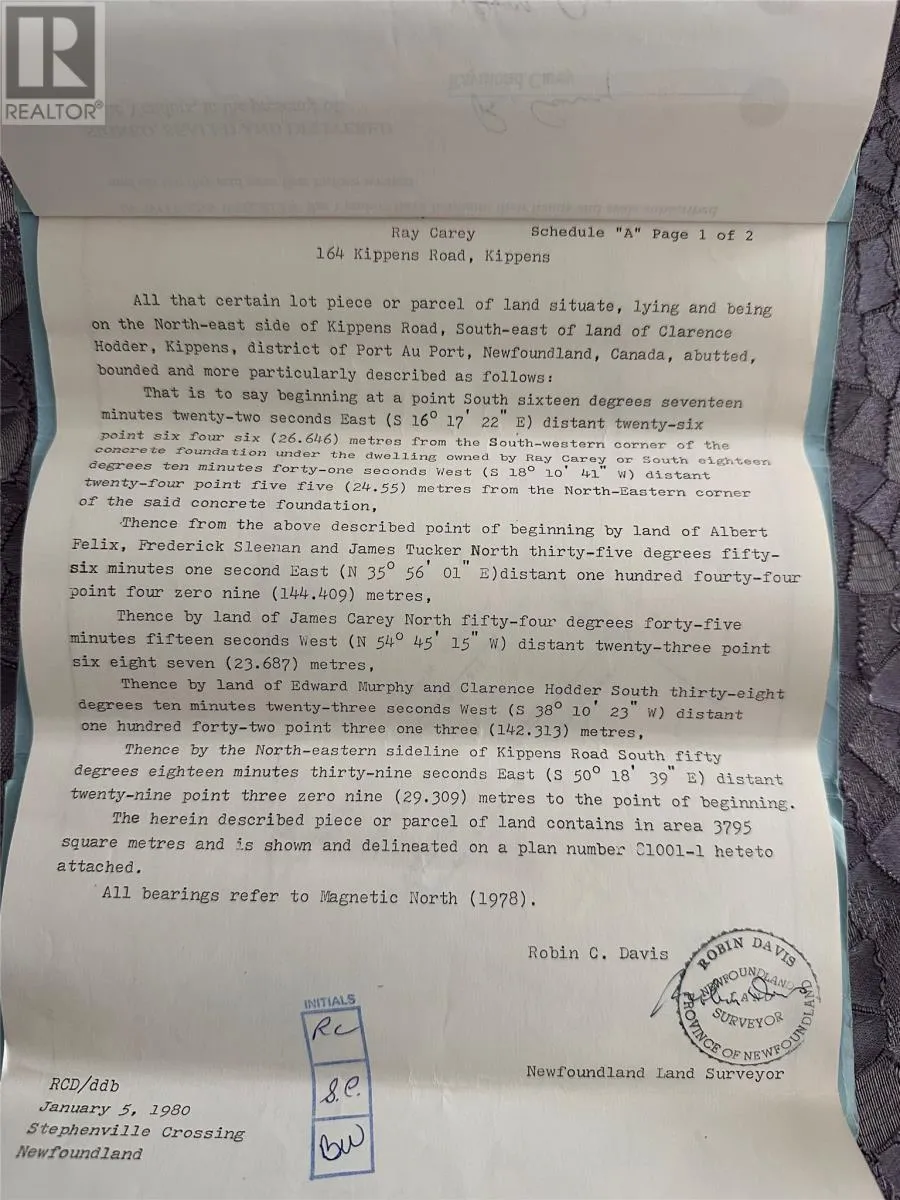 REALTOR®
Raymond Carey
SIGNED, SEALED AND DELIVERED
Ray Carey Schedule "A" Page 1 of 2
164 Kippens Road, Kippens
All that certain lot piece or parcel of land situate, lying and being
on the North-east side of Kippens Road, South-east of land of Clarence
Hodder, Kippens, district of Port Au Port, Newfoundland, Canada, abutted,
bounded and more particularly described as follows:
That is to say beginning at a point South sixteen degrees seventeen
minutes twenty-two seconds East (S 16° 17' 22" E) distant twenty-six
point six four six (26.646) metres from the South-western corner of the
concrete foundation under the dwelling owned by Ray Carey or South eighteen
degrees ten minutes forty-one seconds West (S 18° 10' 41" W) distant
twenty-four point five five (24.55) metres from the North-Eastern corner
of the said concrete foundation,
Thence from the above described point of beginning by land of Albert
Felix, Frederick Sleenan and James Tucker North thirty-five degrees fifty-
six minutes one second East (N 35° 56' 01" E)distant one hundred fourty-four
point four zero nine (144.409) metres,
Thence by land of James Carey North fifty-four degrees forty-five
minutes fifteen seconds West (N 54° 45' 15" W) distant twenty-three point
six eight seven (23.687) metres,
Thence by land of Edward Murphy and Clarence Hodder South thirty-eight
degrees ten minutes twenty-three seconds West (S 38° 10' 23" W) distant
one hundred forty-two point three one three (142.313) metres,
Thence by the North-eastern sideline of Kippens Road South fifty
degrees eighteen minutes thirty-nine seconds East (S 50° 18' 39" E) distant
twenty-nine point three zero nine (29.309) metres to the point of beginning.
The herein described piece or parcel of land contains in area 3795
square metres and is shown and delineated on a plan number C1001-1 heteto
attached.
All bearings refer to Magnetic North (1978).
Robin C. Davis
ROBIN DAVIS
NEWFOUNDLAND
LAND
SURVEYOR
PROVINCE OF NEWFOUNDLAND
Newfoundland Land Surveyor
INITIALS
RC
S.C.
BW
RCD/ddb
January 5, 1980
Stephenville Crossing
Newfoundland